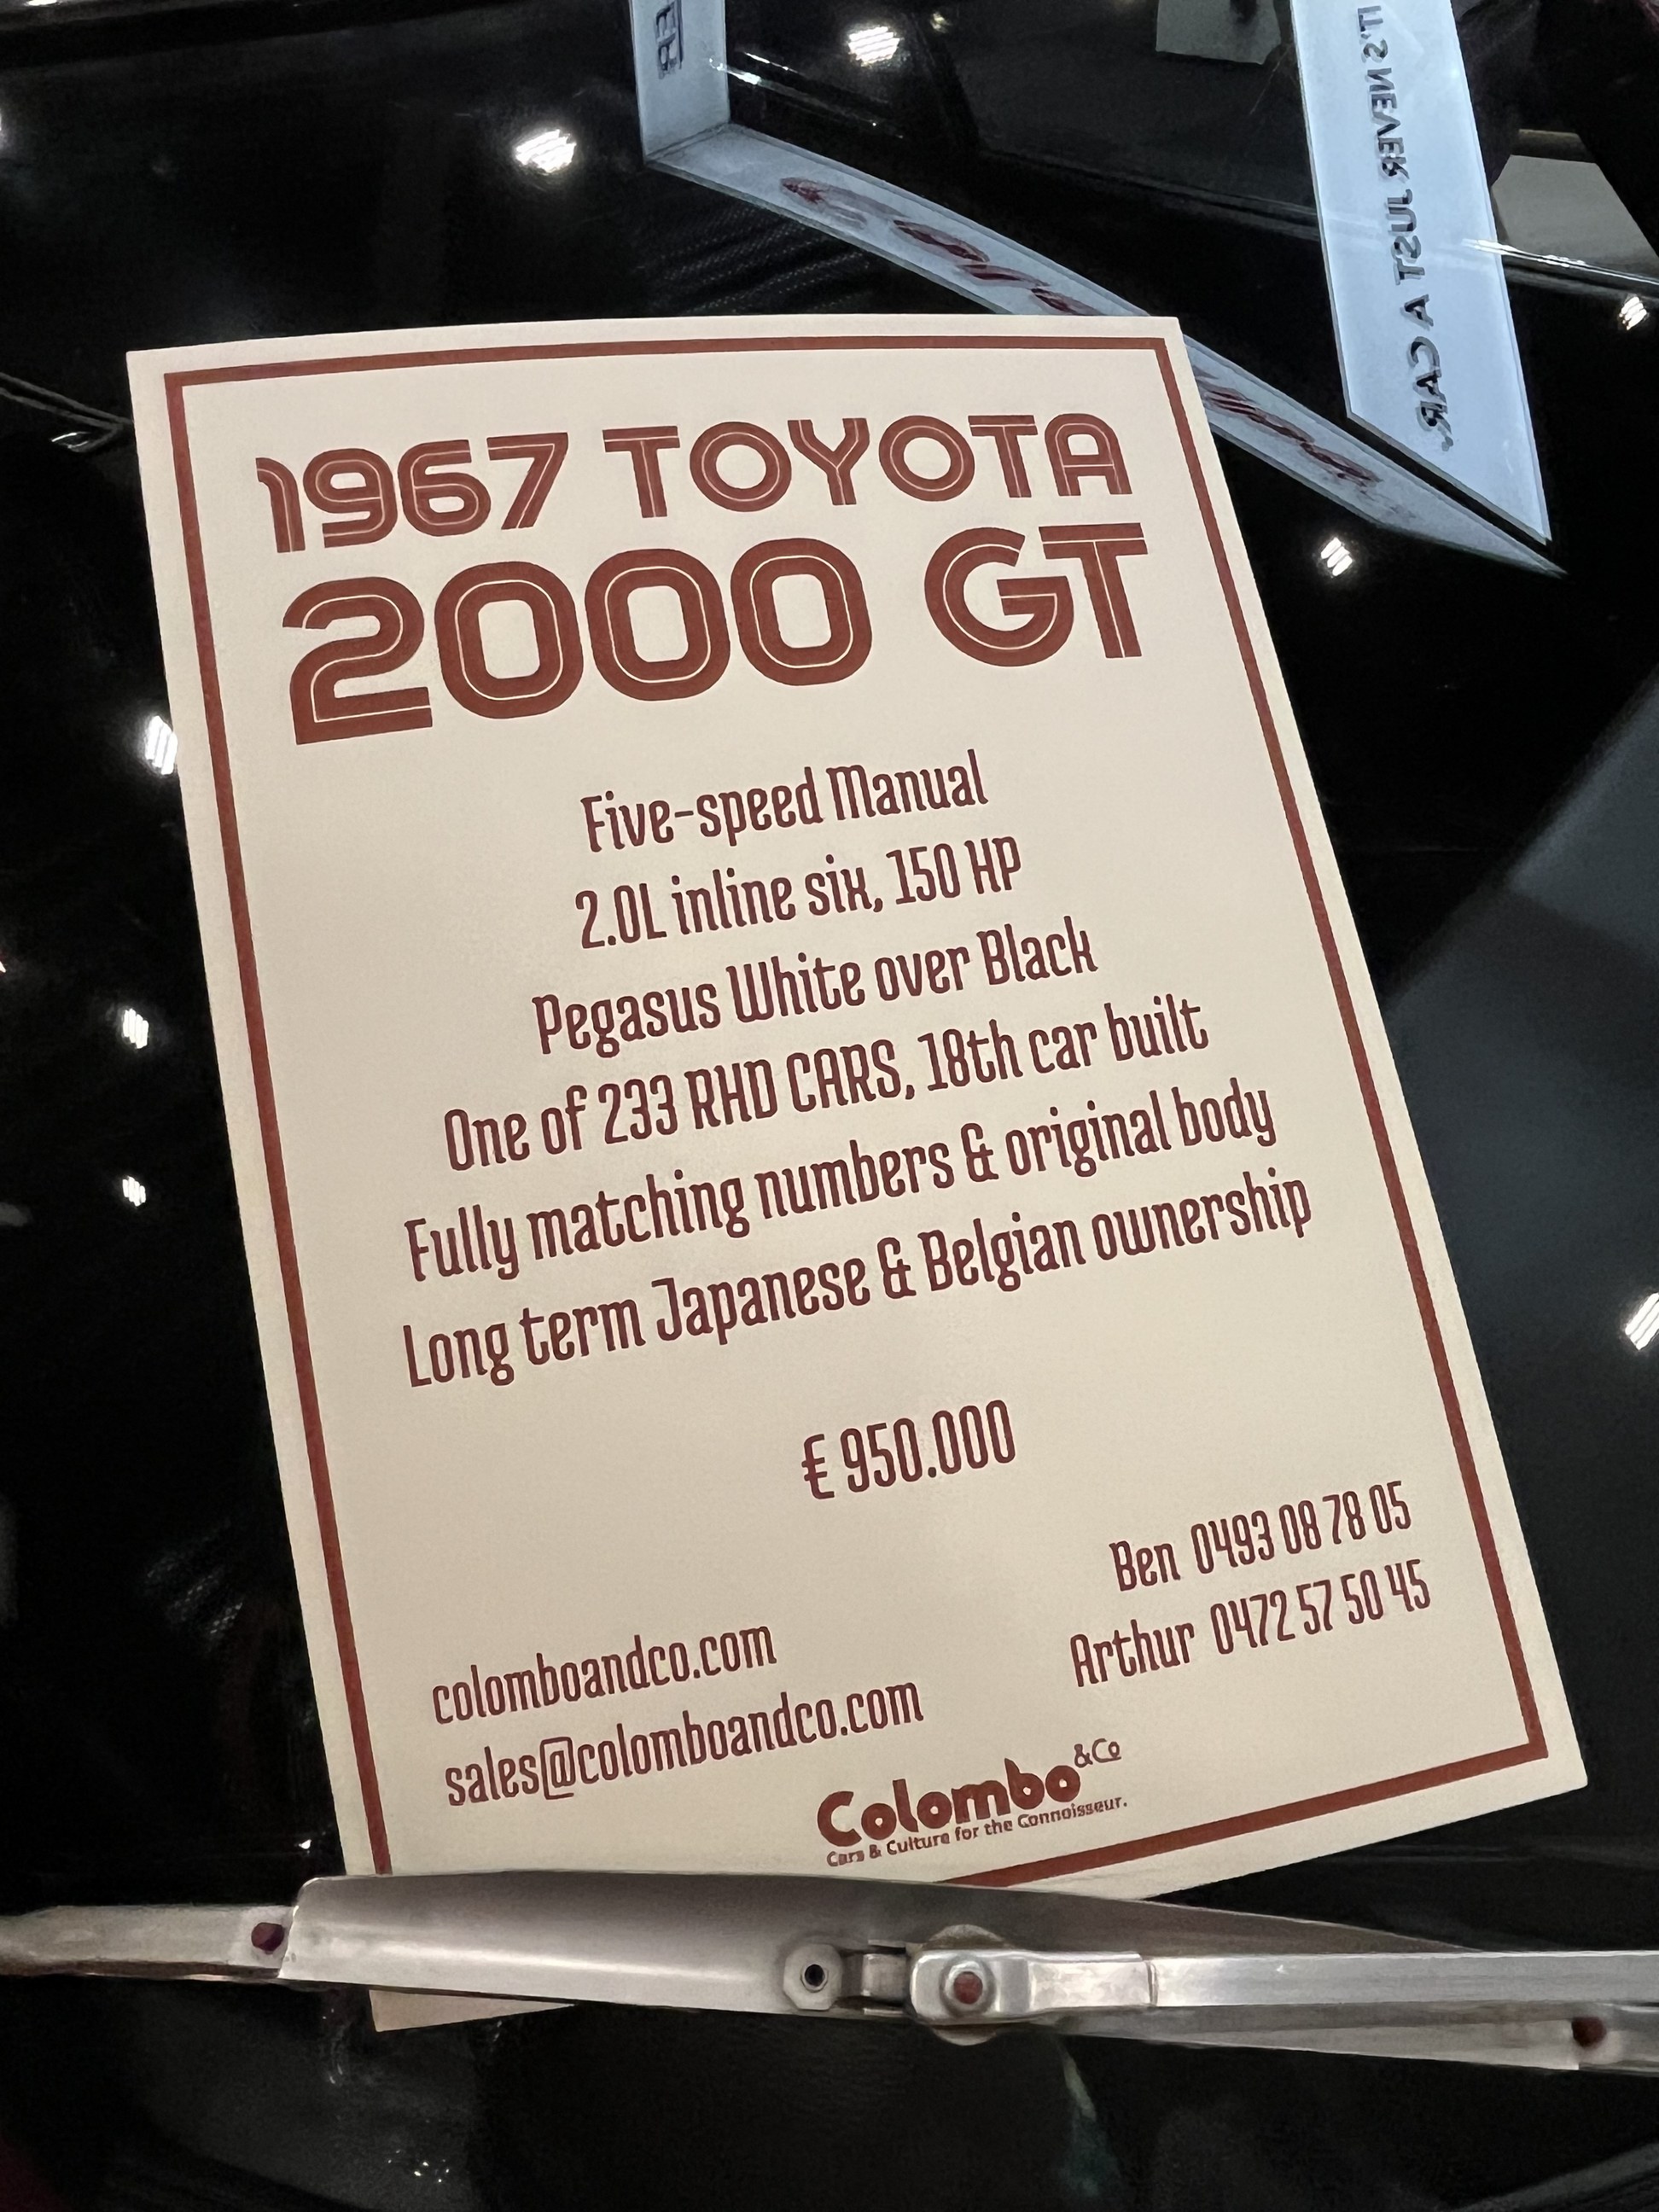 IT'S NEVER JUST A CAR.
1967 TOYOTA
2000 GT
Five-speed Manual
2.0L inline six, 150 HP
Pegasus White over Black
One of 233 RHD CARS, 18th car built
Fully matching numbers & original body
Long term Japanese & Belgian ownership
€ 950.000
Ben 0493 08 78 05
Arthur 0472 57 50 45
colomboandco.com
sales@colomboandco.com
Colombo &Co
Cars & Culture for the Connoisseur.